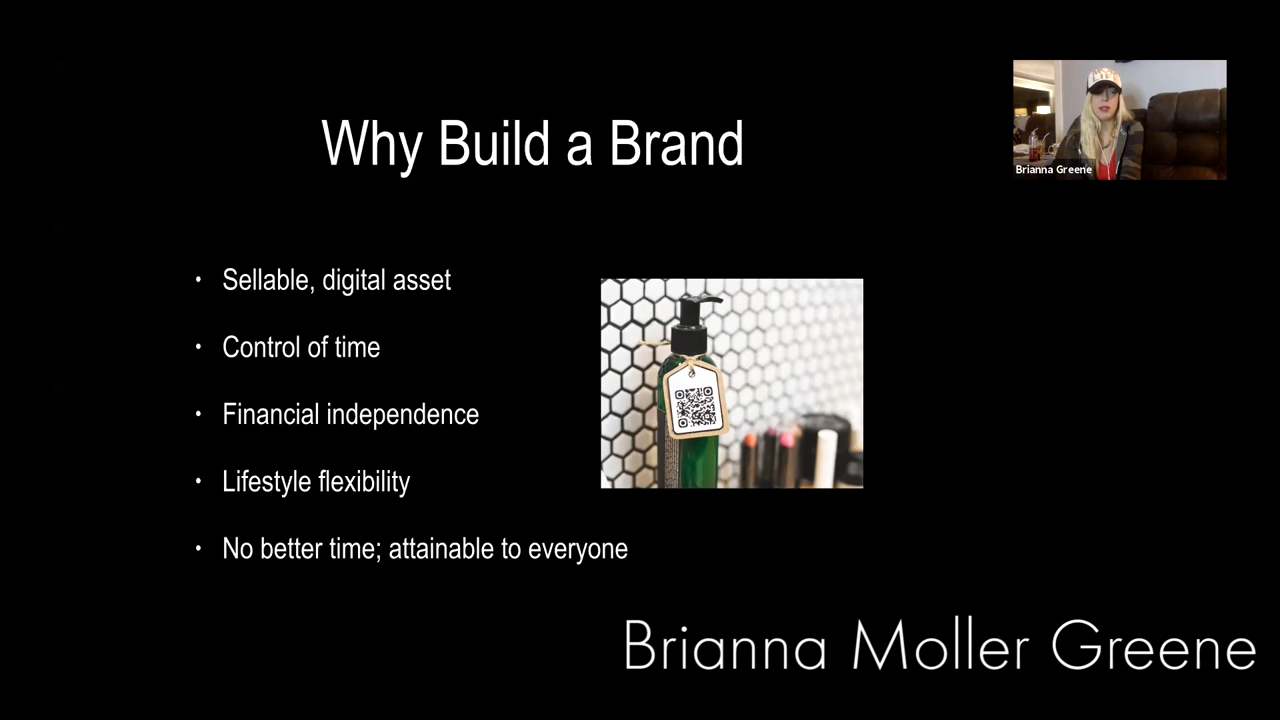 Why Build a Brand
Brianna Greene
• Sellable, digital asset
• Control of time
• Financial independence
• Lifestyle flexibility
• No better time; attainable to everyone
Brianna Moller Greene